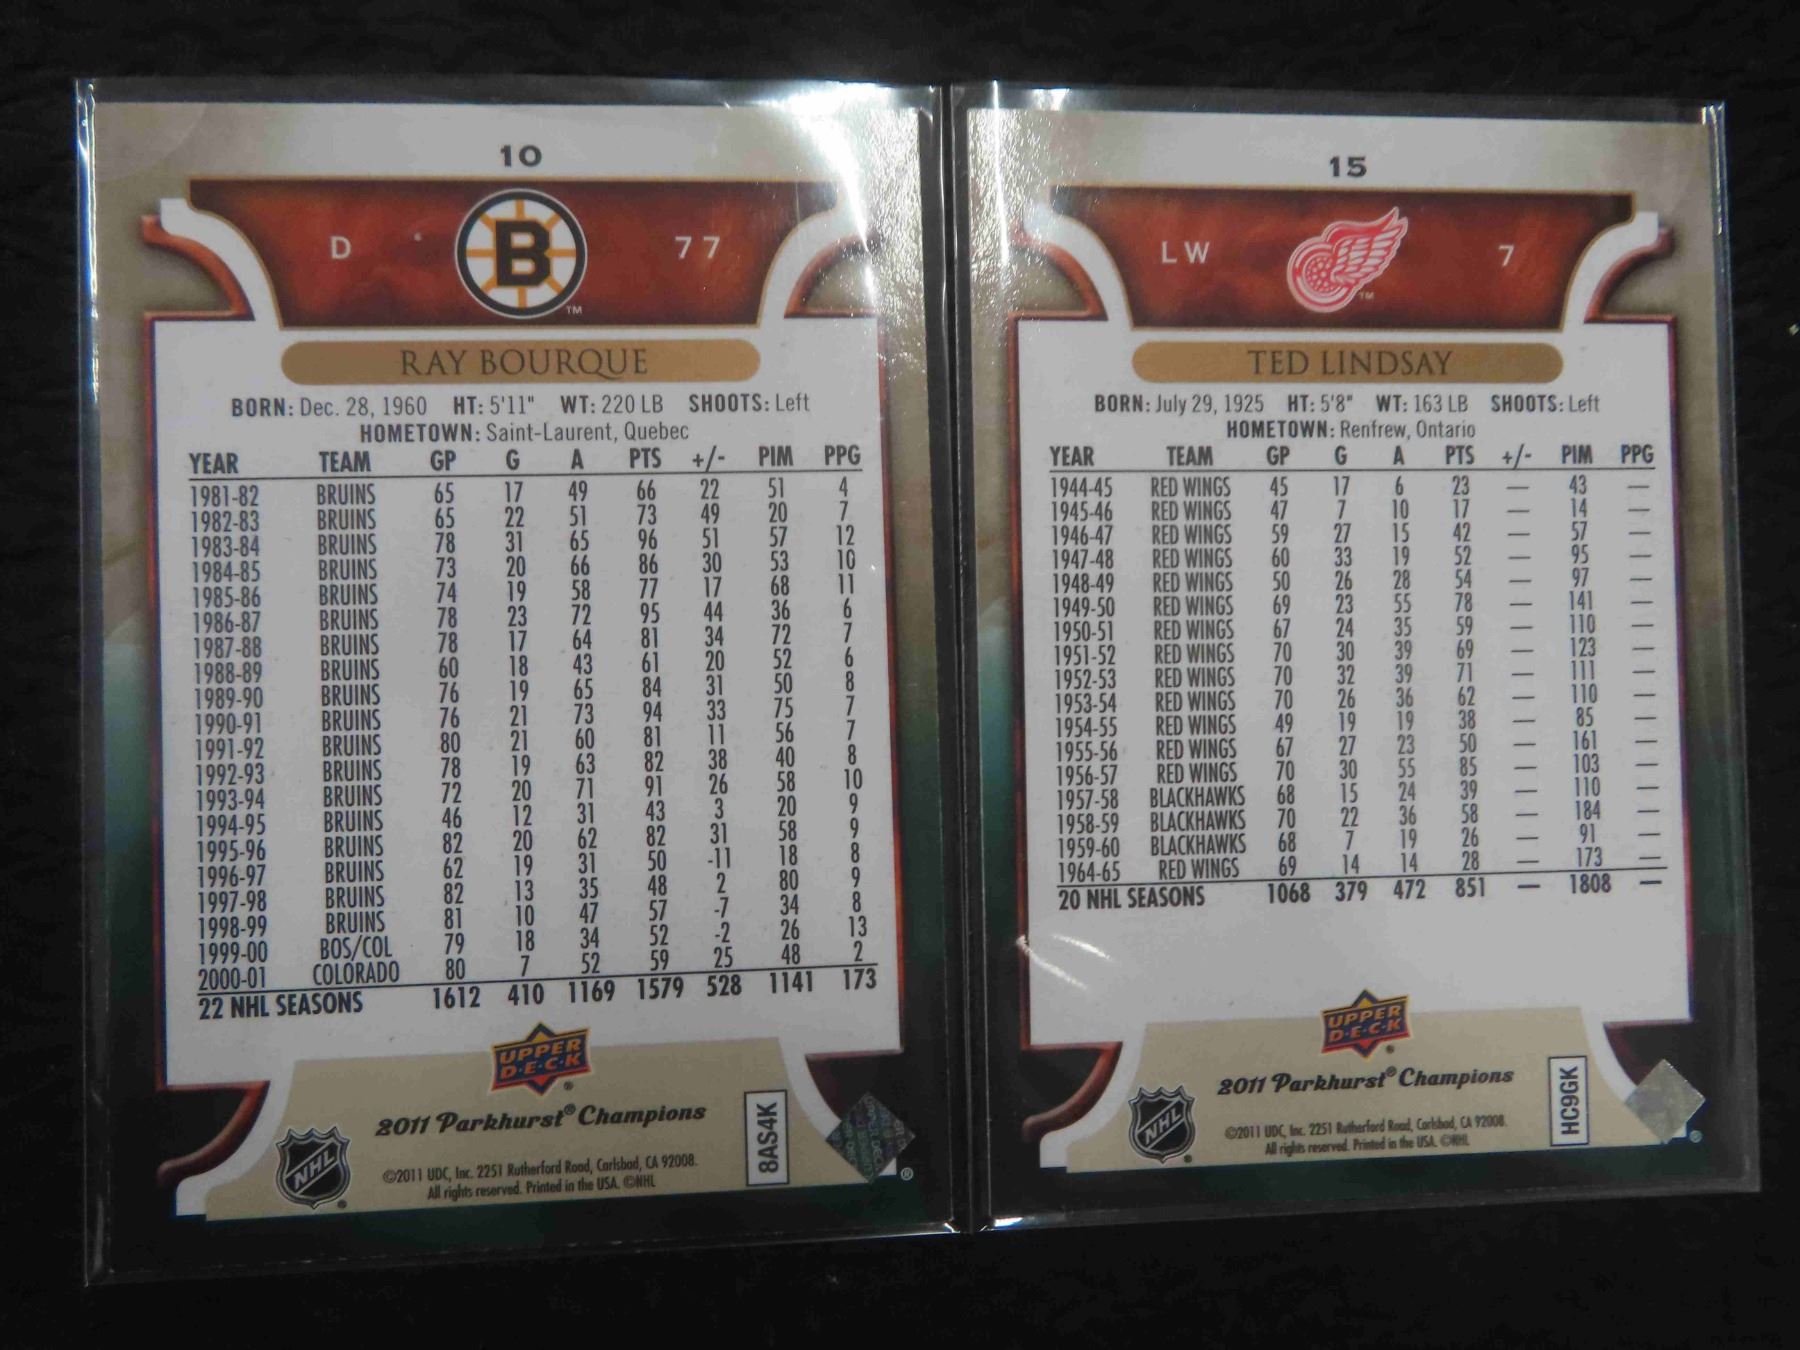 10
D B 77
TM
RAY BOURQUE
BORN: Dec. 28, 1960 HT: 5'11" WT: 220 LB SHOOTS: Left
HOMETOWN: Saint-Laurent, Quebec
YEAR TEAM GP G A PTS +/- PIM PPG
1981-82 BRUINS 65 17 49 66 22 51 4
1982-83 BRUINS 65 22 51 73 49 20 7
1983-84 BRUINS 78 31 65 96 51 57 12
1984-85 BRUINS 73 20 66 86 30 53 10
1985-86 BRUINS 74 19 58 77 17 68 11
1986-87 BRUINS 78 23 72 95 44 36 6
1987-88 BRUINS 78 17 64 81 34 72 7
1988-89 BRUINS 60 18 43 61 20 52 6
1989-90 BRUINS 76 19 65 84 31 50 8
1990-91 BRUINS 76 21 73 94 33 75 7
1991-92 BRUINS 80 21 60 81 11 56 7
1992-93 BRUINS 78 19 63 82 38 40 8
1993-94 BRUINS 72 20 71 91 26 58 10
1994-95 BRUINS 46 12 31 43 3 20 9
1995-96 BRUINS 82 20 62 82 31 58 9
1996-97 BRUINS 62 19 31 50 -11 18 8
1997-98 BRUINS 82 13 35 48 2 80 9
1998-99 BRUINS 81 10 47 57 -7 34 8
1999-00 BOS/COL 79 18 34 52 -2 26 13
2000-01 COLORADO 80 7 52 59 25 48 2
22 NHL SEASONS 1612 410 1169 1579 528 1141 173
UPPER
D·E·C·K
®
2011 Parkhurst® Champions
NHL
®
©2011 UDC, Inc. 2251 Rutherford Road, Carlsbad, CA 92008.
All rights reserved. Printed in the USA. ©NHL
8AS4K
®
15
LW 7
TM
TED LINDSAY
BORN: July 29, 1925 HT: 5'8" WT: 163 LB SHOOTS: Left
HOMETOWN: Renfrew, Ontario
YEAR TEAM GP G A PTS +/- PIM PPG
1944-45 RED WINGS 45 17 6 23 — 43 —
1945-46 RED WINGS 47 7 10 17 — 14 —
1946-47 RED WINGS 59 27 15 42 — 57 —
1947-48 RED WINGS 60 33 19 52 — 95 —
1948-49 RED WINGS 50 26 28 54 — 97 —
1949-50 RED WINGS 69 23 55 78 — 141 —
1950-51 RED WINGS 67 24 35 59 — 110 —
1951-52 RED WINGS 70 30 39 69 — 123 —
1952-53 RED WINGS 70 32 39 71 — 111 —
1953-54 RED WINGS 70 26 36 62 — 110 —
1954-55 RED WINGS 49 19 19 38 — 85 —
1955-56 RED WINGS 67 27 23 50 — 161 —
1956-57 RED WINGS 70 30 55 85 — 103 —
1957-58 BLACKHAWKS 68 15 24 39 — 110 —
1958-59 BLACKHAWKS 70 22 36 58 — 184 —
1959-60 BLACKHAWKS 68 7 19 26 — 91 —
1964-65 RED WINGS 69 14 14 28 — 173 —
20 NHL SEASONS 1068 379 472 851 — 1808 —
UPPER
D·E·C·K
®
2011 Parkhurst® Champions
NHL
®
©2011 UDC, Inc. 2251 Rutherford Road, Carlsbad, CA 92008.
All rights reserved. Printed in the USA. ©NHL
HC9GK
®